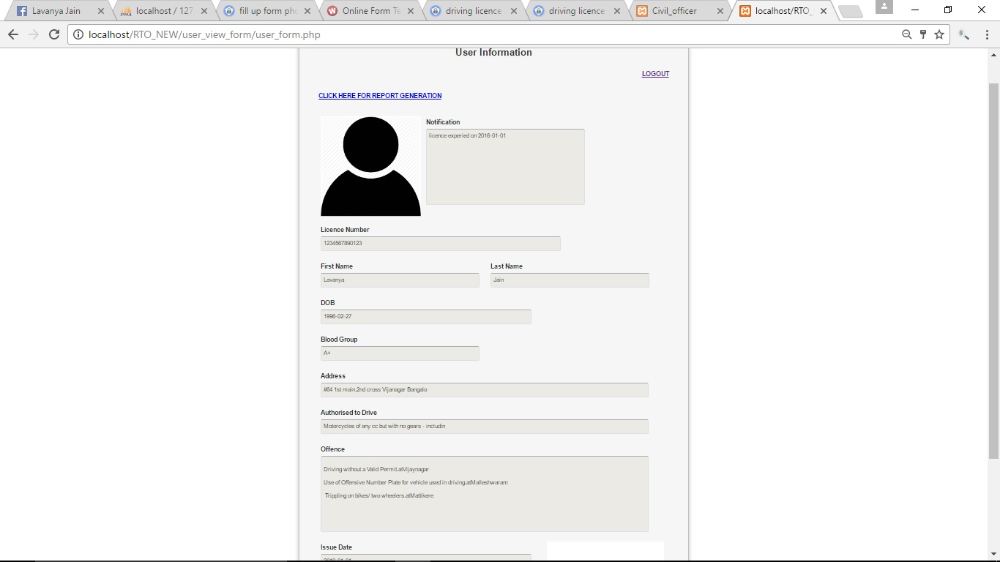 Lavanya Jain
localhost / 127
fill up form pho
Online Form Te
driving licence
driving licence
Civil_officer
localhost/RTO_
localhost/RTO_NEW/user_view_form/user_form.php
User Information
LOGOUT
CLICK HERE FOR REPORT GENERATION
Notification
licence experied on 2016-01-01
Licence Number
1234567890123
First Name
Last Name
Lavanya
Jain
DOB
1996-02-27
Blood Group
A+
Address
#64 1st main,2nd cross Vijanagar Bangalo
Authorised to Drive
Motorcycles of any cc but with no gears - includin
Offence
Driving without a Valid Permit.atVijaynagar
Use of Offensive Number Plate for vehicle used in driving.atMalleshwaram
Trippling on bikes/ two wheelers.atMattikere
Issue Date